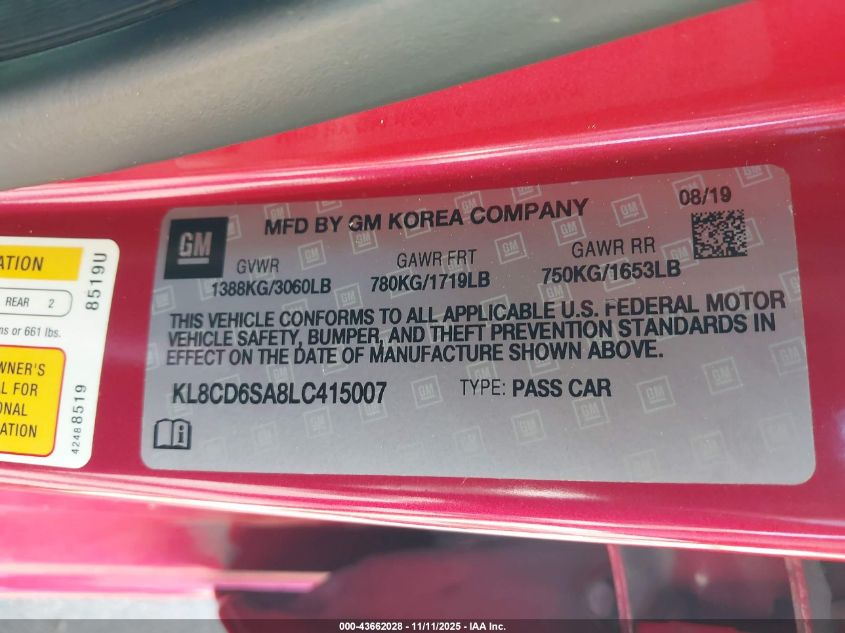 GM
MFD BY GM KOREA COMPANY
08/19
GVWR
1388KG/3060LB
GAWR FRT
780KG/1719LB
GAWR RR
750KG/1653LB
THIS VEHICLE CONFORMS TO ALL APPLICABLE U.S. FEDERAL MOTOR
VEHICLE SAFETY, BUMPER, AND THEFT PREVENTION STANDARDS IN
EFFECT ON THE DATE OF MANUFACTURE SHOWN ABOVE.
KL8CD6SA8LC415007
TYPE: PASS CAR
ATION
REAR 2
or 661 lbs.
WNER'S
L FOR
ONAL
ATION
8519U
42488519
000-43662028 - 11/11/2025 - IAA Inc.